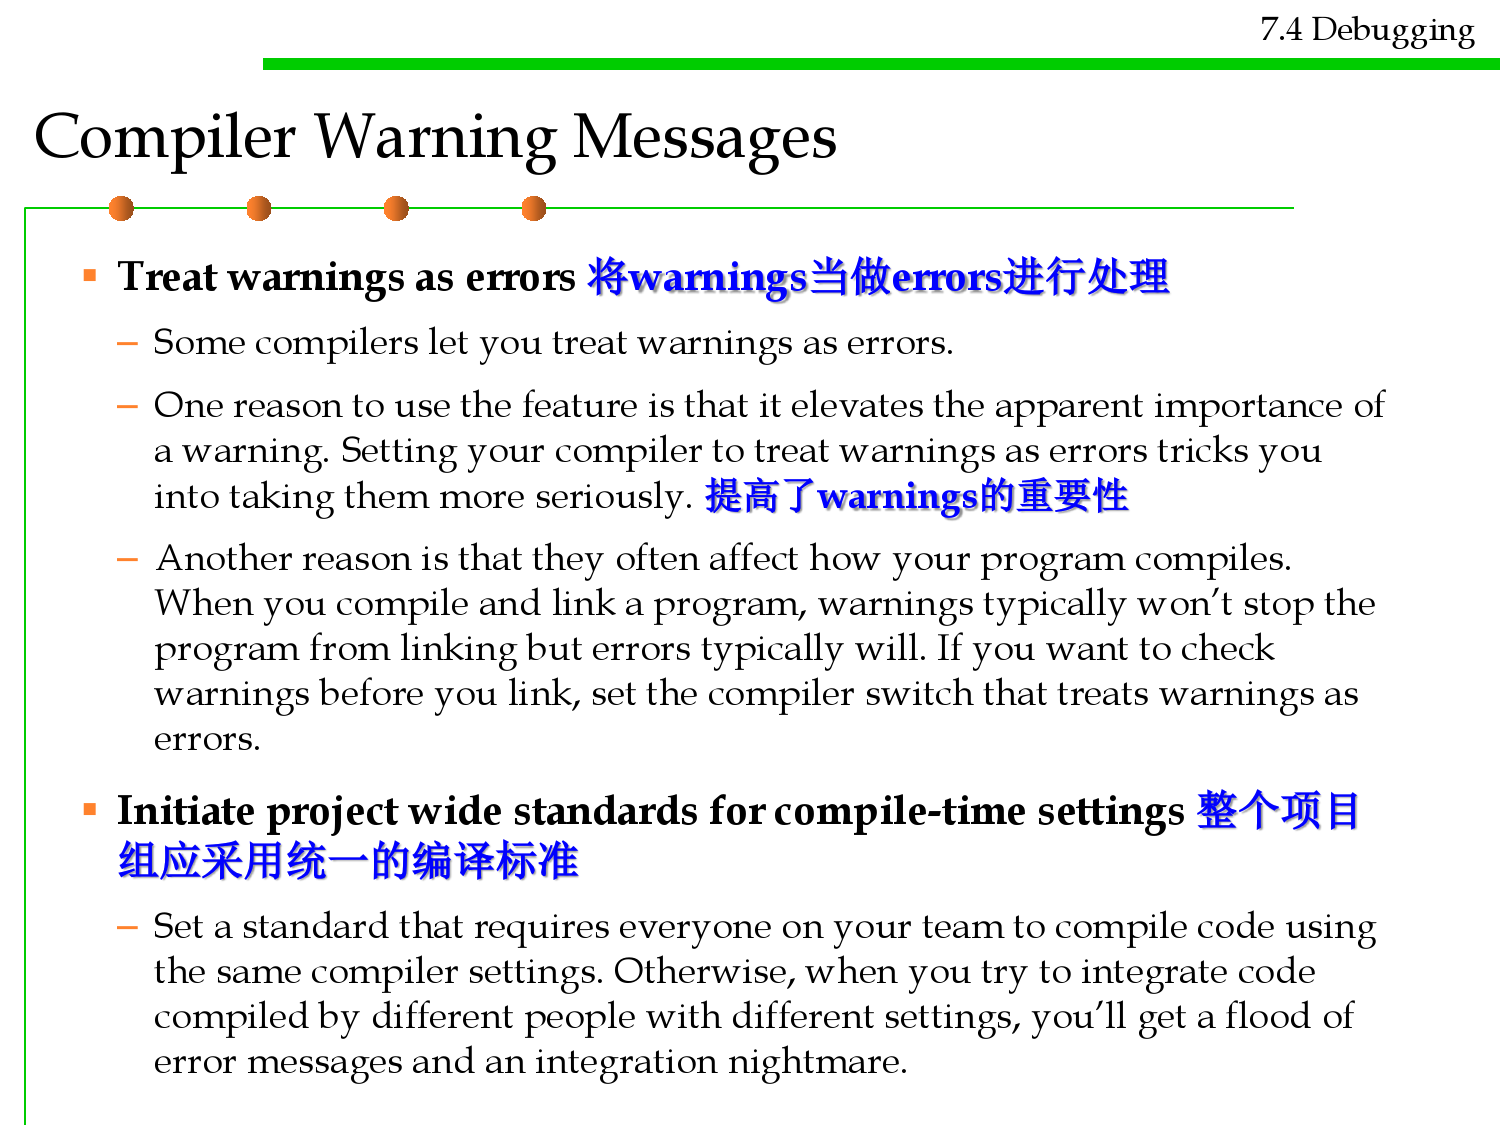 7.4 Debugging
Compiler Warning Messages
▪ Treat warnings as errors 将warnings当做errors进行处理
– Some compilers let you treat warnings as errors.
– One reason to use the feature is that it elevates the apparent importance of
a warning. Setting your compiler to treat warnings as errors tricks you
into taking them more seriously. 提高了warnings的重要性
– Another reason is that they often affect how your program compiles.
When you compile and link a program, warnings typically won’t stop the
program from linking but errors typically will. If you want to check
warnings before you link, set the compiler switch that treats warnings as
errors.
▪ Initiate project wide standards for compile-time settings 整个项目
组应采用统一的编译标准
– Set a standard that requires everyone on your team to compile code using
the same compiler settings. Otherwise, when you try to integrate code
compiled by different people with different settings, you’ll get a flood of
error messages and an integration nightmare.